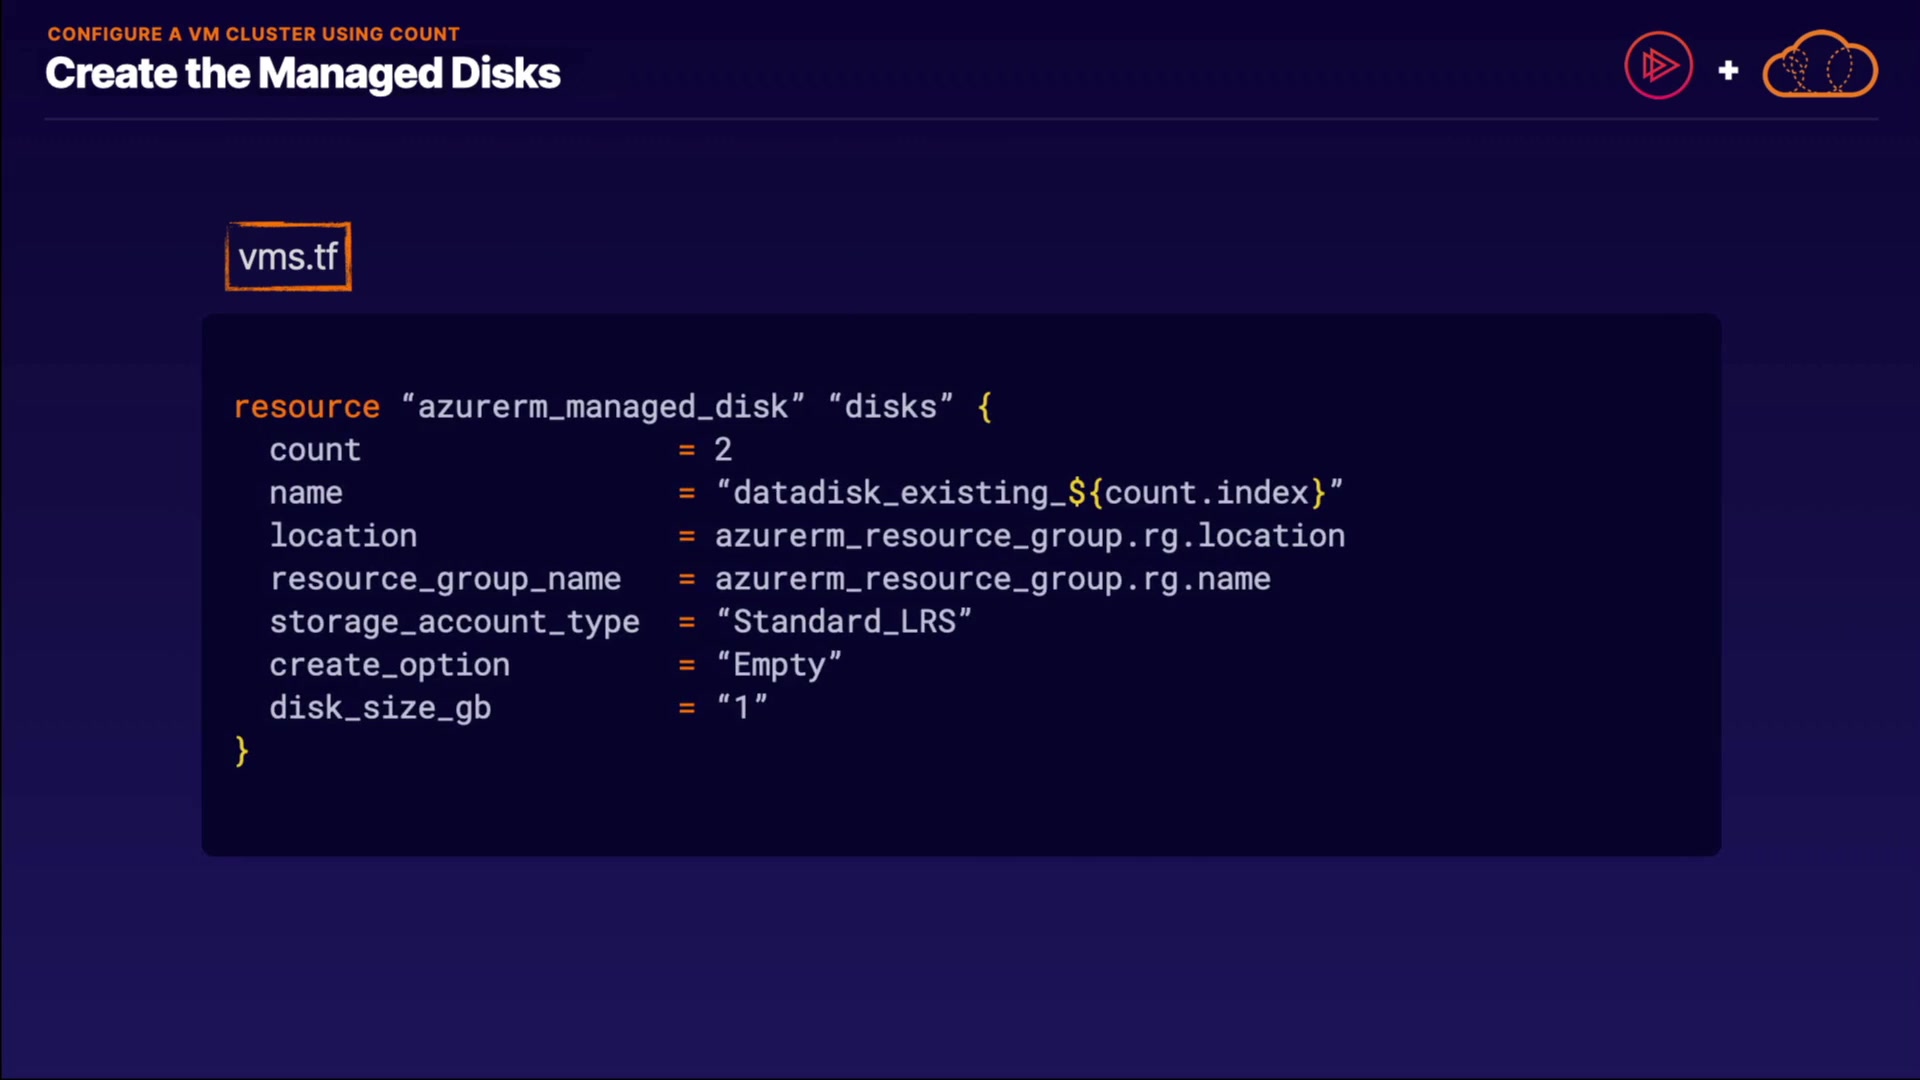 CONFIGURE A VM CLUSTER USING COUNT
Create the Managed Disks
+
vms.tf
resource “azurerm_managed_disk” “disks” {
  count = 2
  name = “datadisk_existing_${count.index}”
  location = azurerm_resource_group.rg.location
  resource_group_name = azurerm_resource_group.rg.name
  storage_account_type = “Standard_LRS”
  create_option = “Empty”
  disk_size_gb = “1”
}